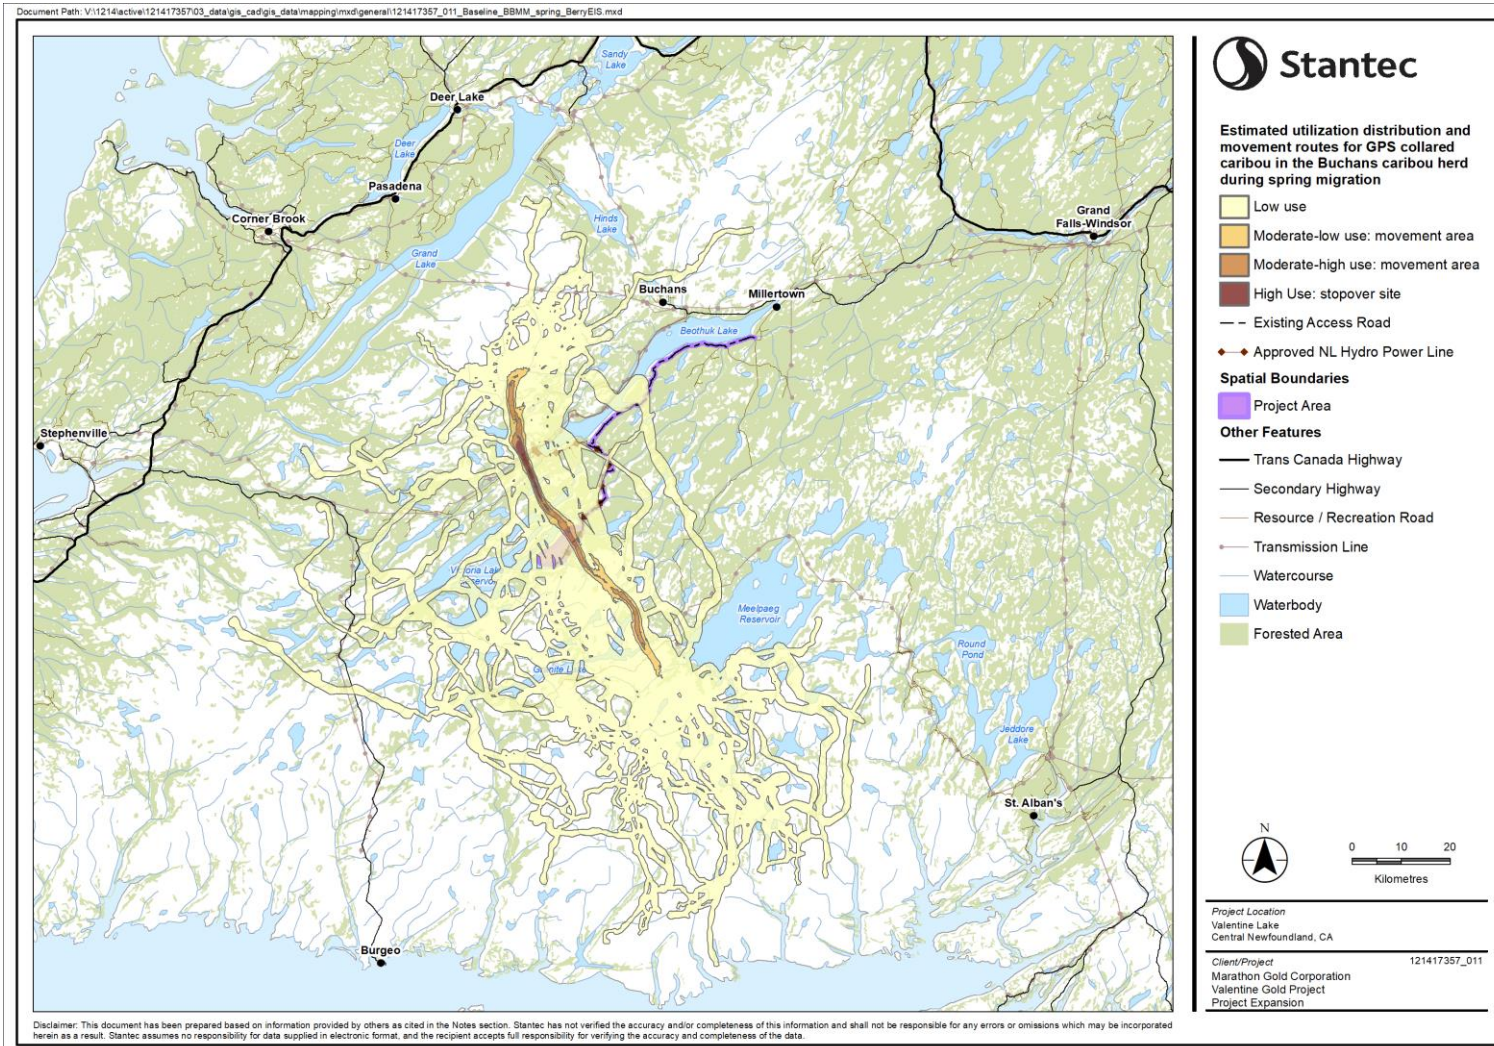 Document Path: V:\1214\active\121417357\03_data\gis_cad\gis_data\mapping\mxd\general\121417357_011_Baseline_BBMM_spring_BerryEIS.mxd
Sandy
Lake
Deer Lake
Deer
Lake
Pasadena
Corner Brook
Hinds
Lake
Grand
Falls-Windsor
Grand
Lake
Buchans
Millertown
Beothuk Lake
Stephenville
Meelpaeg
Reservoir
Round
Pond
Jeddore
Lake
St. Alban's
Burgeo
Stantec
Estimated utilization distribution and
movement routes for GPS collared
caribou in the Buchans caribou herd
during spring migration
Low use
Moderate-low use: movement area
Moderate-high use: movement area
High Use: stopover site
Existing Access Road
Approved NL Hydro Power Line
Spatial Boundaries
Project Area
Other Features
Trans Canada Highway
Secondary Highway
Resource / Recreation Road
Transmission Line
Watercourse
Waterbody
Forested Area
N
0 10 20
Kilometres
Project Location
Valentine Lake
Central Newfoundland, CA
Client/Project 121417357_011
Marathon Gold Corporation
Valentine Gold Project
Project Expansion
Disclaimer: This document has been prepared based on information provided by others as cited in the Notes section. Stantec has not verified the accuracy and/or completeness of this information and shall not be responsible for any errors or omissions which may be incorporated
herein as a result. Stantec assumes no responsibility for data supplied in electronic format, and the recipient accepts full responsibility for verifying the accuracy and completeness of the data.